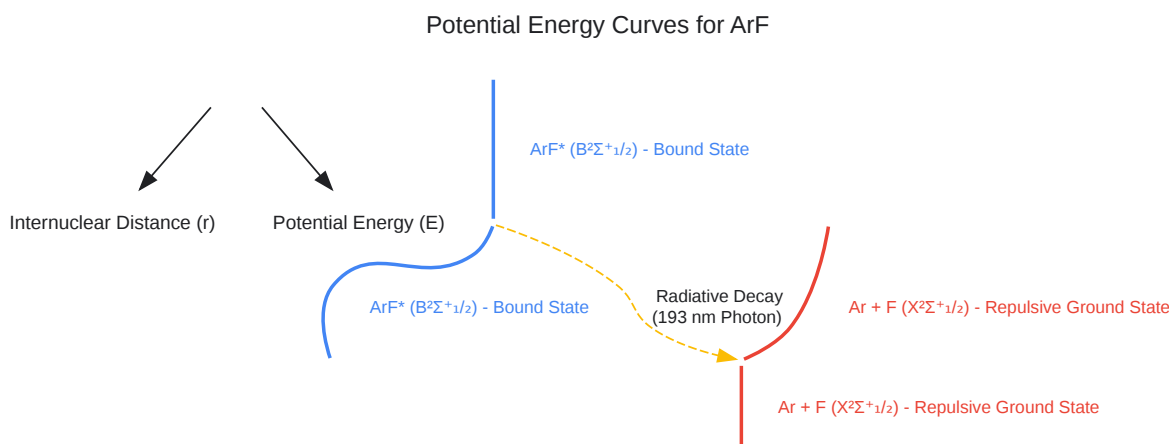 Potential Energy Curves for ArF
ArF* (B²Σ⁺₁/₂) - Bound State
Internuclear Distance (r)
Potential Energy (E)
ArF* (B²Σ⁺₁/₂) - Bound State
Radiative Decay
(193 nm Photon)
Ar + F (X²Σ⁺₁/₂) - Repulsive Ground State
Ar + F (X²Σ⁺₁/₂) - Repulsive Ground State